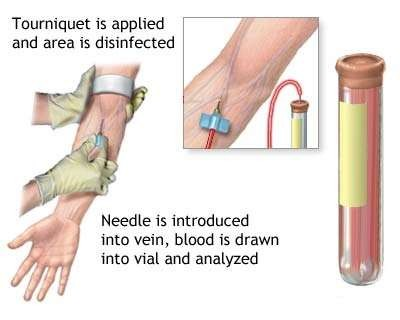 Tourniquet is applied
and area is disinfected
Needle is introduced
into vein, blood is drawn
into vial and analyzed